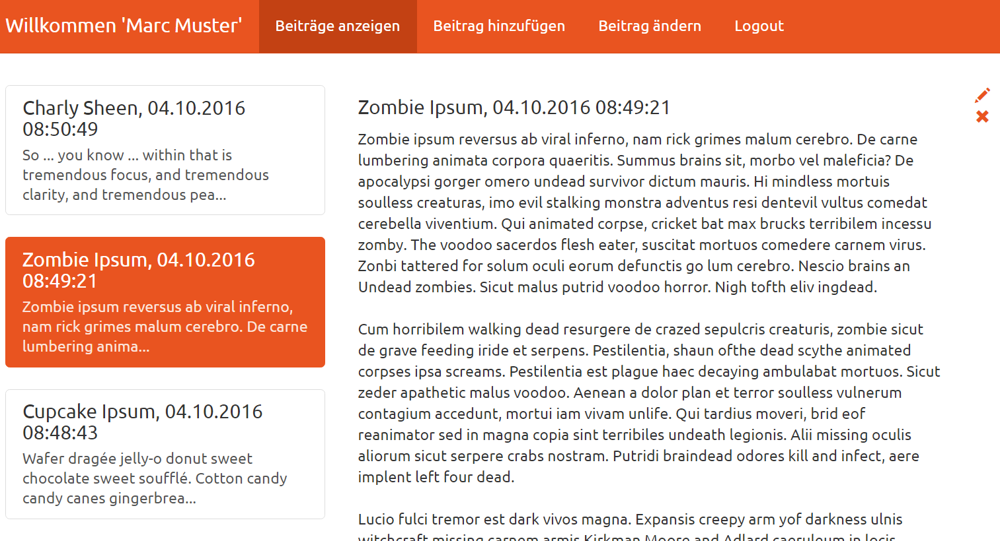 Willkommen 'Marc Muster'
Beiträge anzeigen
Beitrag hinzufügen
Beitrag ändern
Logout
Charly Sheen, 04.10.2016
08:50:49
So ... you know ... within that is
tremendous focus, and tremendous
clarity, and tremendous pea...
Zombie Ipsum, 04.10.2016
08:49:21
Zombie ipsum reversus ab viral inferno,
nam rick grimes malum cerebro. De carne
lumbering anima...
Cupcake Ipsum, 04.10.2016
08:48:43
Wafer dragée jelly-o donut sweet
chocolate sweet soufflé. Cotton candy
candy canes gingerbrea...
Zombie Ipsum, 04.10.2016 08:49:21
Zombie ipsum reversus ab viral inferno, nam rick grimes malum cerebro. De carne
lumbering animata corpora quaeritis. Summus brains sit, morbo vel maleficia? De
apocalypsi gorger omero undead survivor dictum mauris. Hi mindless mortuis
soulless creaturas, imo evil stalking monstra adventus resi dentevil vultus comedat
cerebella viventium. Qui animated corpse, cricket bat max brucks terribilem incessu
zomby. The voodoo sacerdos flesh eater, suscitat mortuos comedere carnem virus.
Zonbi tattered for solum oculi eorum defunctis go lum cerebro. Nescio brains an
Undead zombies. Sicut malus putrid voodoo horror. Nigh tofth eliv ingdead.
Cum horribilem walking dead resurgere de crazed sepulcris creaturis, zombie sicut
de grave feeding iride et serpens. Pestilentia, shaun ofthe dead scythe animated
corpses ipsa screams. Pestilentia est plague haec decaying ambulabat mortuos. Sicut
zeder apathetic malus voodoo. Aenean a dolor plan et terror soulless vulnerum
contagium accedunt, mortui iam vivam unlife. Qui tardius moveri, brid eof
reanimator sed in magna copia sint terribiles undeath legionis. Alii missing oculis
aliorum sicut serpere crabs nostram. Putridi braindead odores kill and infect, aere
implent left four dead.
Lucio fulci tremor est dark vivos magna. Expansis creepy arm yof darkness ulnis
witchcraft missing carnem armis Kirkman Moore and Adlard caeruleum in locis